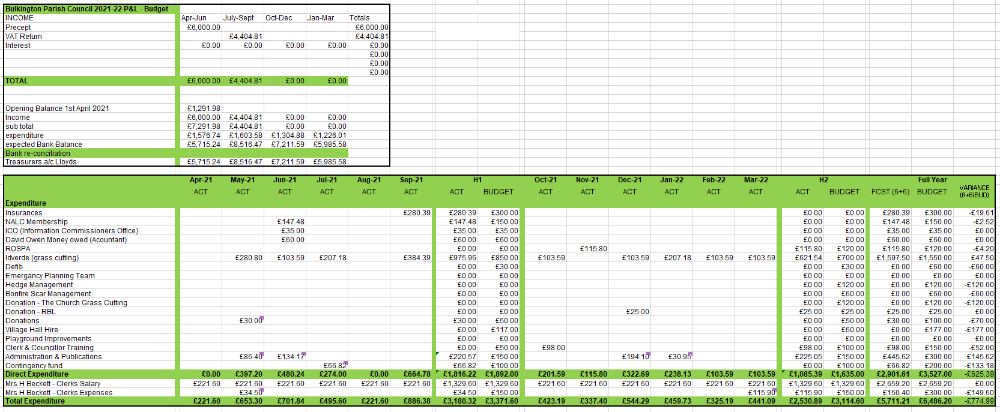 Bulkington Parish Council 2021-22 P&L - Budget
INCOME Apr-Jun July-Sept Oct-Dec Jan-Mar Totals
Precept £6,000.00 £6,000.00
VAT Return £4,404.81 £4,404.81
Interest £0.00 £0.00 £0.00 £0.00 £0.00
£0.00
£0.00
£0.00
TOTAL £6,000.00 £4,404.81 £0.00 £0.00
Opening Balance 1st April 2021 £1,291.98
Income £6,000.00 £4,404.81 £0.00 £0.00
sub total £7,291.98 £4,404.81 £0.00 £0.00
expenditure £1,576.74 £1,603.58 £1,304.88 £1,226.01
expected Bank Balance £5,715.24 £8,516.47 £7,211.59 £5,985.58
Bank re-conciliation
Treasurers a/c Lloyds £5,715.24 £8,516.47 £7,211.59 £5,985.58
Apr-21 May-21 Jun-21 Jul-21 Aug-21 Sep-21 H1 Oct-21 Nov-21 Dec-21 Jan-22 Feb-22 Mar-22 H2 Full Year
ACT ACT ACT ACT ACT ACT ACT BUDGET ACT ACT ACT ACT ACT ACT ACT BUDGET FCST (6+6) BUDGET VARIANCE (6+6/BUD)
Expenditure
Insurances £280.39 £280.39 £300.00 £0.00 £0.00 £280.39 £300.00 -£19.61
NALC Membership £147.48 £147.48 £150.00 £0.00 £0.00 £147.48 £150.00 -£2.52
ICO (Information Commissioners Office) £35.00 £35.00 £35.00 £0.00 £0.00 £35.00 £35.00 £0.00
David Owen Money owed (Acountant) £60.00 £60.00 £60.00 £0.00 £0.00 £60.00 £60.00 £0.00
ROSPA £0.00 £0.00 £115.80 £115.80 £120.00 £115.80 £120.00 -£4.20
Idverde (grass cutting) £280.80 £103.59 £207.18 £384.39 £975.96 £850.00 £103.59 £103.59 £207.18 £103.59 £103.59 £621.54 £700.00 £1,597.50 £1,550.00 £47.50
Defib £0.00 £30.00 £0.00 £30.00 £0.00 £60.00 -£60.00
Emergancy Planning Team £0.00 £0.00 £0.00 £0.00 £0.00 £0.00 £0.00
Hedge Management £0.00 £0.00 £0.00 £120.00 £0.00 £120.00 -£120.00
Bonfire Scar Management £0.00 £0.00 £0.00 £60.00 £0.00 £60.00 -£60.00
Donation - The Church Grass Cutting £0.00 £0.00 £0.00 £120.00 £0.00 £120.00 -£120.00
Donation - RBL £0.00 £0.00 £25.00 £25.00 £25.00 £25.00 £25.00 £0.00
Donations £30.00 £30.00 £50.00 £0.00 £50.00 £30.00 £100.00 -£70.00
Village Hall Hire £0.00 £117.00 £0.00 £60.00 £0.00 £177.00 -£177.00
Playground Improvements £0.00 £0.00 £0.00 £0.00 £0.00 £0.00 £0.00
Clerk & Councillor Training £0.00 £50.00 £98.00 £98.00 £100.00 £98.00 £150.00 -£52.00
Administration & Publications £86.40 £134.17 £220.57 £150.00 £194.10 £30.95 £225.05 £150.00 £445.62 £300.00 £145.62
Contingency fund £66.82 £66.82 £100.00 £0.00 £100.00 £66.82 £200.00 -£133.18
Direct Expenditure £0.00 £397.20 £480.24 £274.00 £0.00 £664.78 £1,816.22 £1,892.00 £201.59 £115.80 £322.69 £238.13 £103.59 £103.59 £1,085.39 £1,635.00 £2,901.61 £3,527.00 -£625.39
Mrs H Beckett - Clerks Salary £221.60 £221.60 £221.60 £221.60 £221.60 £221.60 £1,329.60 £1,329.60 £221.60 £221.60 £221.60 £221.60 £221.60 £221.60 £1,329.60 £1,329.60 £2,659.20 £2,659.20 £0.00
Mrs H Beckett - Clerks Expenses £34.50 £34.50 £150.00 £115.90 £115.90 £150.00 £150.40 £300.00 -£149.60
Total Expenditure £221.60 £653.30 £701.84 £495.60 £221.60 £886.38 £3,180.32 £3,371.60 £423.19 £337.40 £544.29 £459.73 £325.19 £441.09 £2,530.89 £3,114.60 £5,711.21 £6,486.20 -£774.99